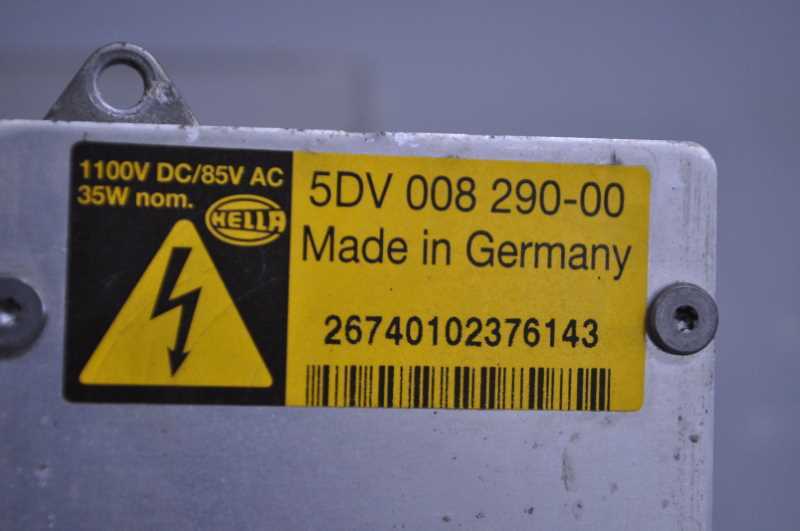 1100V DC/85V AC
35W nom.
HELLA
5DV 008 290-00
Made in Germany
26740102376143